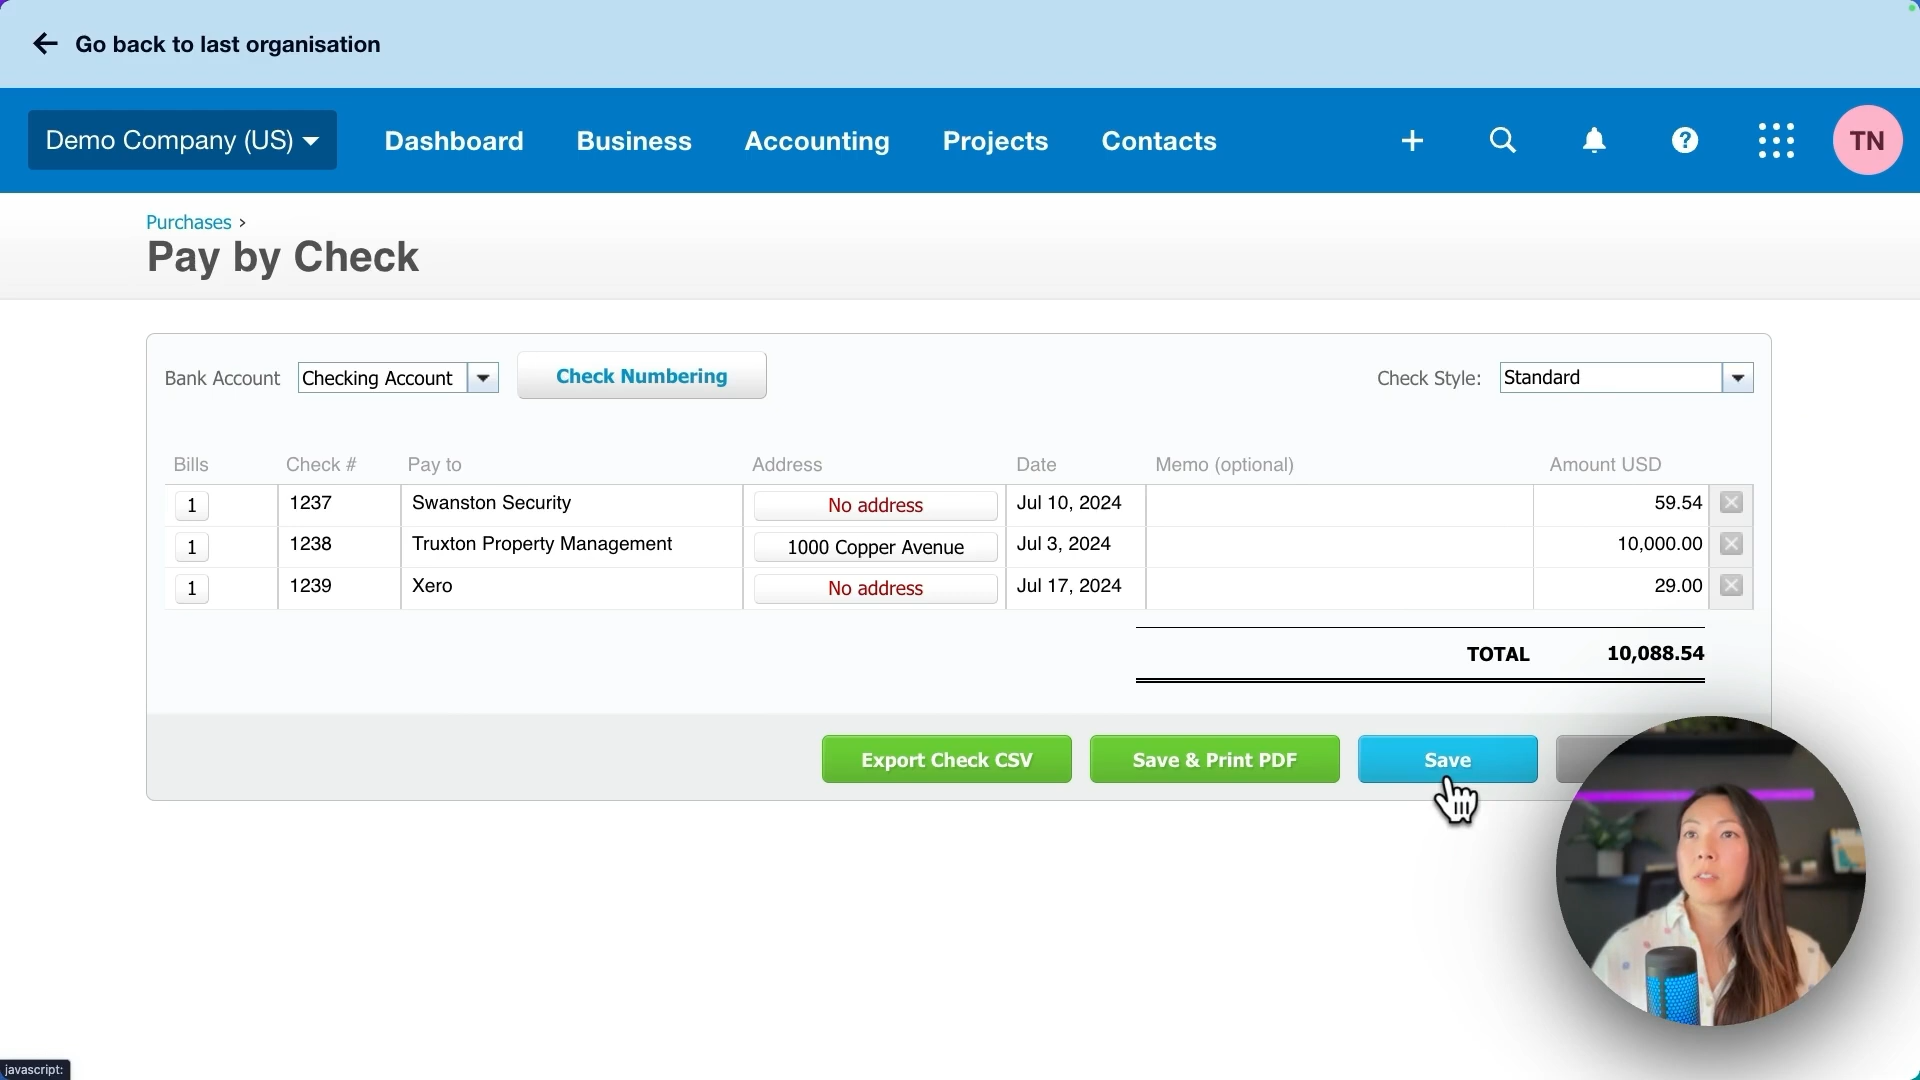 Go back to last organisation
Demo Company (US) Dashboard Business Accounting Projects Contacts ? TN
Purchases ›
Pay by Check
Bank Account Checking Account Check Numbering Check Style: Standard
Bills Check # Pay to Address Date Memo (optional) Amount USD
1 1237 Swanston Security No address Jul 10, 2024 59.54
1 1238 Truxton Property Management 1000 Copper Avenue Jul 3, 2024 10,000.00
1 1239 Xero No address Jul 17, 2024 29.00
TOTAL 10,088.54
Export Check CSV Save & Print PDF Save
javascript: